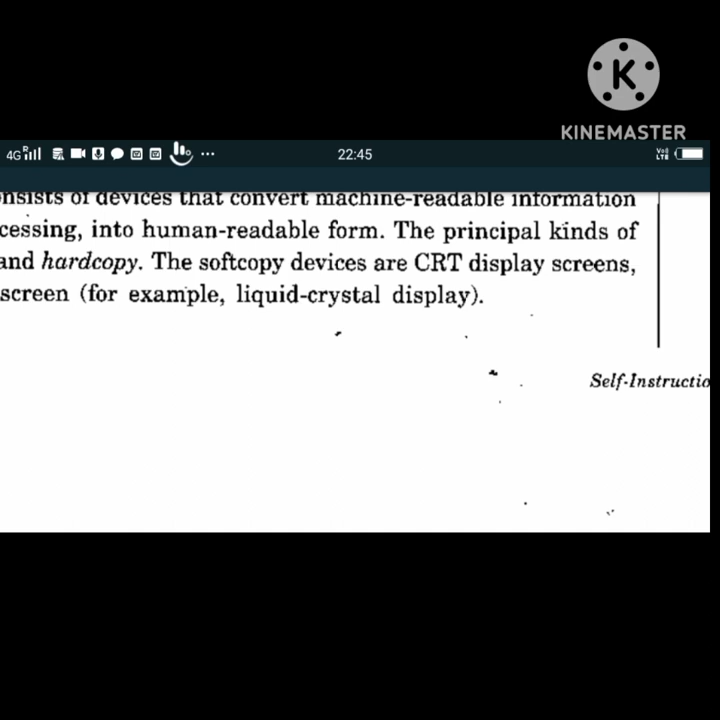 K
KINEMASTER
4G R ... 22:45 VoLTE
nsists of devices that convert machine-readable information
cessing, into human-readable form. The principal kinds of
and hardcopy. The softcopy devices are CRT display screens,
screen (for example, liquid-crystal display).
Self-Instructio